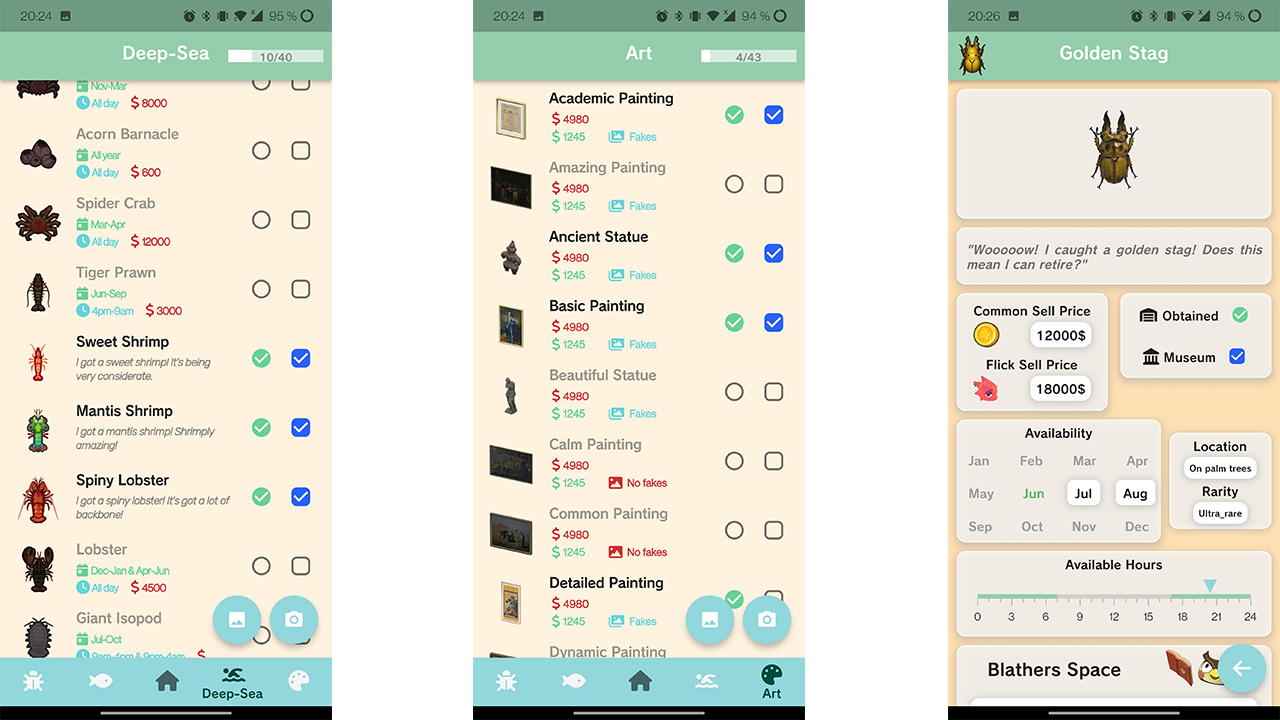 20:24
95 %
Deep-Sea
10/40
Nov-Mar
All day $ 8000
Acorn Barnacle
All year
All day $ 600
Spider Crab
Mar-Apr
All day $ 12000
Tiger Prawn
Jun-Sep
4pm-9am $ 3000
Sweet Shrimp
I got a sweet shrimp! It's being
very considerate.
Mantis Shrimp
I got a mantis shrimp! Shrimply
amazing!
Spiny Lobster
I got a spiny lobster! It's got a lot of
backbone!
Lobster
Dec-Jan & Apr-Jun
All day $ 4500
Giant Isopod
Jul-Oct
9am-4pm & 9pm-4am $
Deep-Sea
20:24
94 %
Art
4/43
Academic Painting
$ 4980
$ 1245 Fakes
Amazing Painting
$ 4980
$ 1245 Fakes
Ancient Statue
$ 4980
$ 1245 Fakes
Basic Painting
$ 4980
$ 1245 Fakes
Beautiful Statue
$ 4980
$ 1245 Fakes
Calm Painting
$ 4980
$ 1245 No fakes
Common Painting
$ 4980
$ 1245 No fakes
Detailed Painting
$ 4980
$ 1245 Fakes
Dynamic Painting
Art
20:26
94 %
Golden Stag
"Wooooow! I caught a golden stag! Does this
mean I can retire?"
Common Sell Price
12000$
Flick Sell Price
18000$
Obtained
Museum
Availability
Jan Feb Mar Apr
May Jun Jul Aug
Sep Oct Nov Dec
Location
On palm trees
Rarity
Ultra_rare
Available Hours
0 3 6 9 12 15 18 21 24
Blathers Space